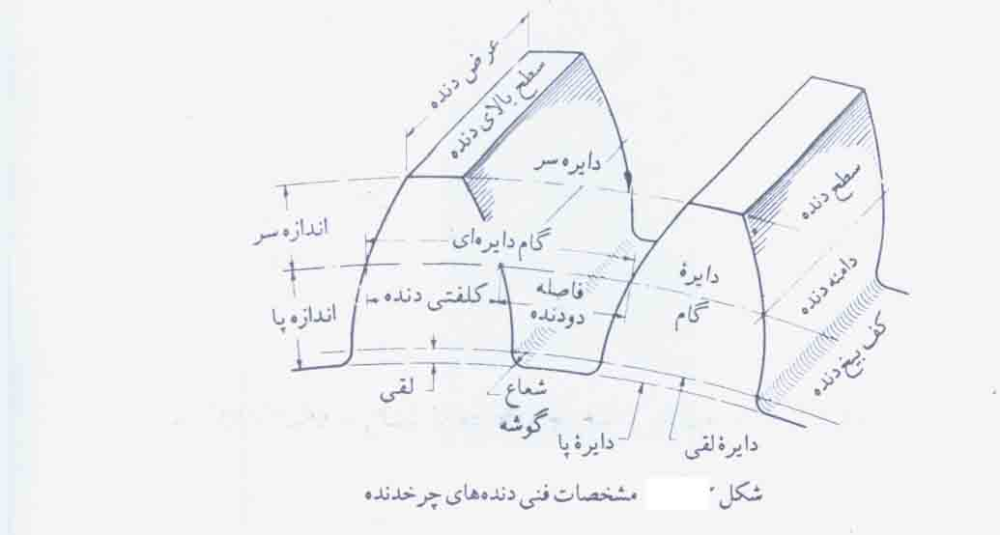 عرض دنده
سطح بالای دنده
دایره سر
سطح دنده
اندازه سر
گام دایره‌ای
دایرهٔ
گام
دامنه دنده
اندازه پا
کلفتی دنده
فاصله
دودنده
کف بیخ دنده
لقی
شعاع
گوشه
دایرهٔ پا
دایرهٔ لقی
شکل
مشخصات فنی دنده‌های چرخدنده